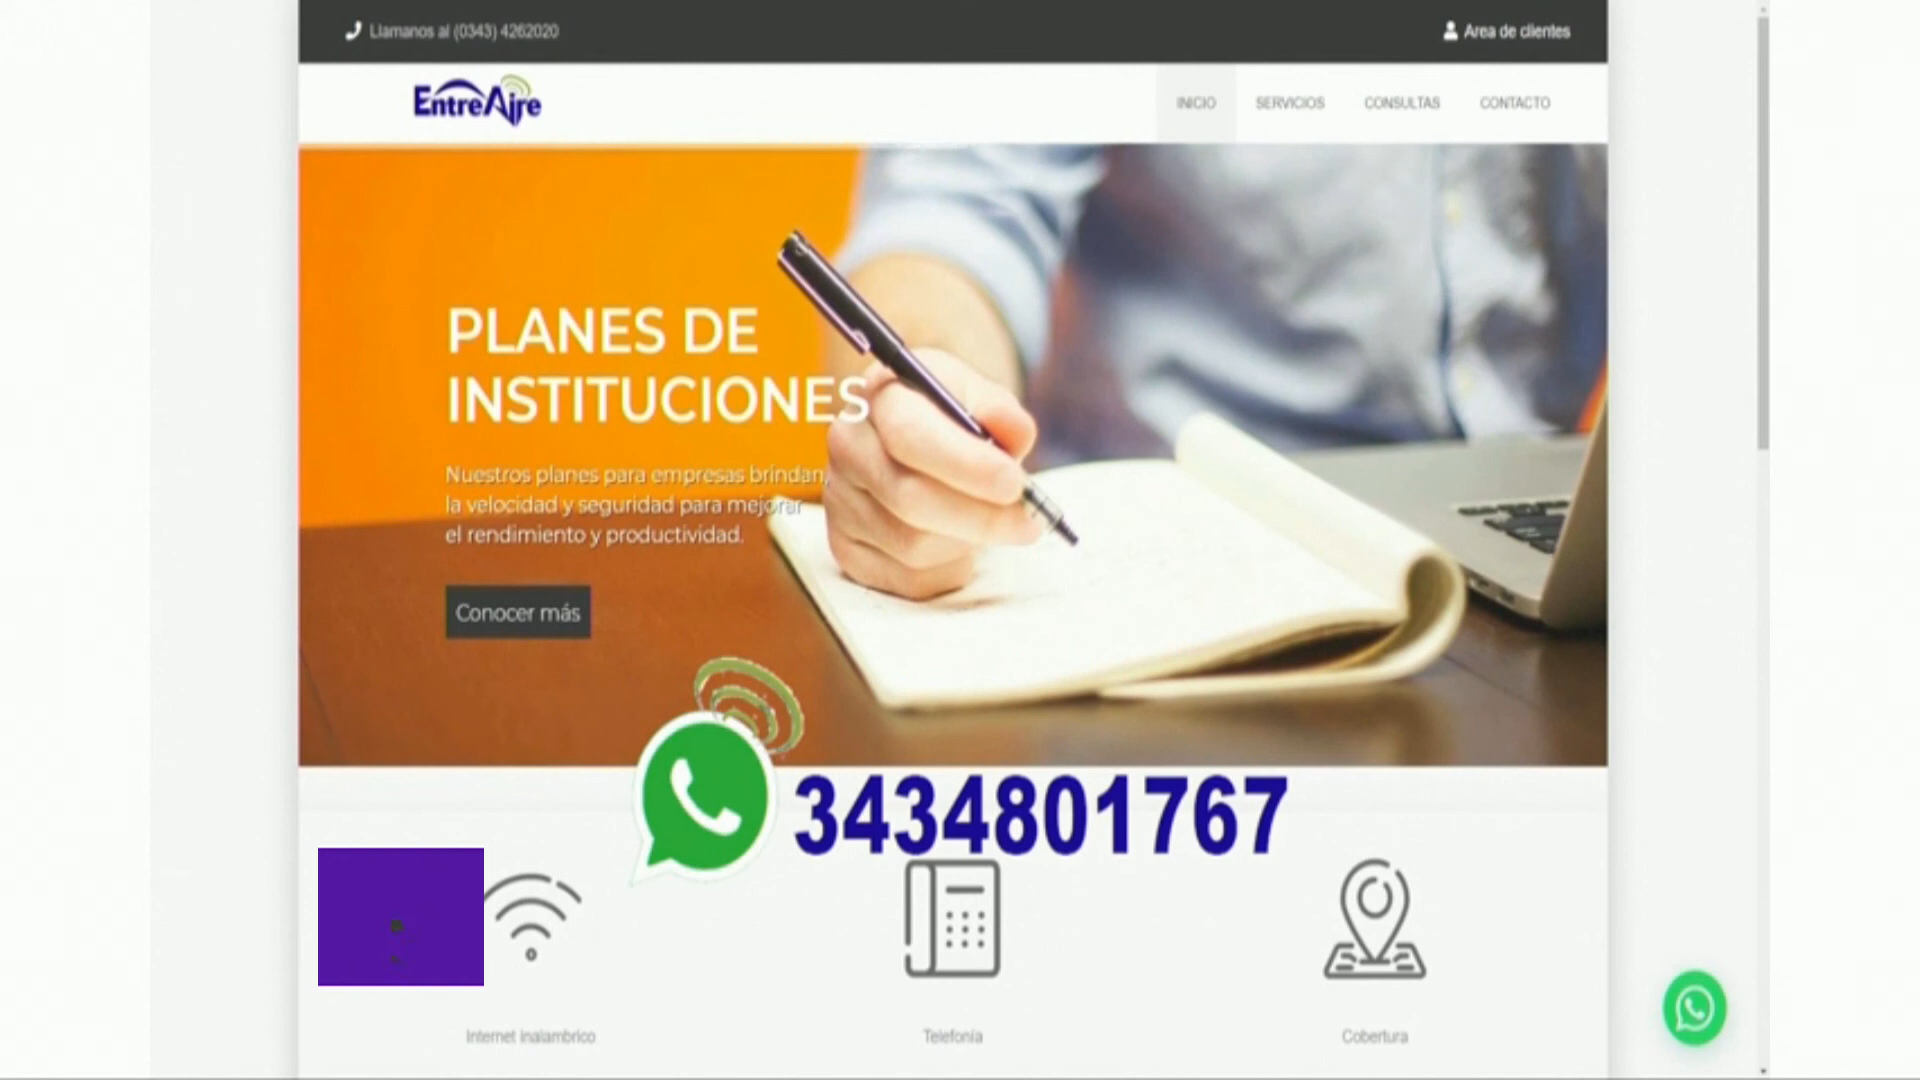 Llamanos al (0343) 4262020
Area de clientes
EntreAire
INICIO
SERVICIOS
CONSULTAS
CONTACTO
PLANES DE
INSTITUCIONES
Nuestros planes para empresas brindan,
la velocidad y seguridad para mejorar
el rendimiento y productividad.
Conocer más
3434801767
Internet inalambrico
Telefonía
Cobertura